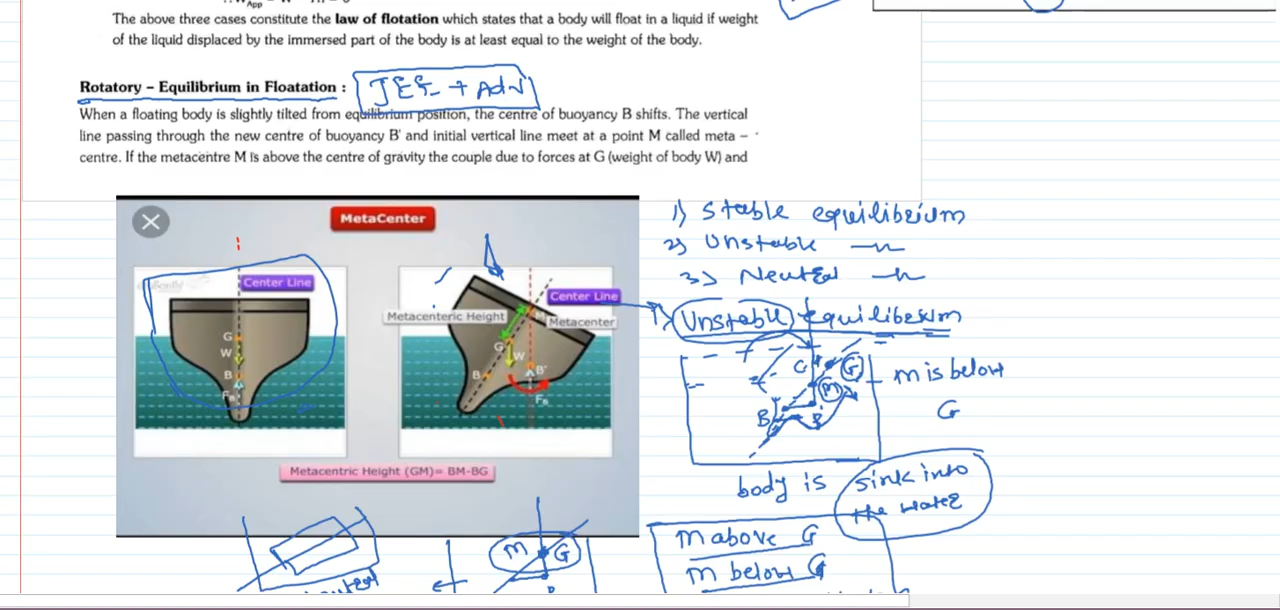 The above three cases constitute the law of flotation which states that a body will float in a liquid if weight
of the liquid displaced by the immersed part of the body is at least equal to the weight of the body.
Rotatory – Equilibrium in Floatation :
JEE + Adv
When a floating body is slightly tilted from equilibrium position, the centre of buoyancy B shifts. The vertical
line passing through the new centre of buoyancy B' and initial vertical line meet at a point M called meta –
centre. If the metacentre M is above the centre of gravity the couple due to forces at G (weight of body W) and
MetaCenter
Center Line
G
W
B
Center Line
Metacenteric Height
Metacenter
G
W
B
B'
FB
Metacentric Height (GM)= BM-BG
1) Stable equilibrium
2) Unstable
3) Neutral
1) Unstable equilibrium
G
G
M
B
B'
M is below
G
body is sink into
the water
M above G
M below G
M G